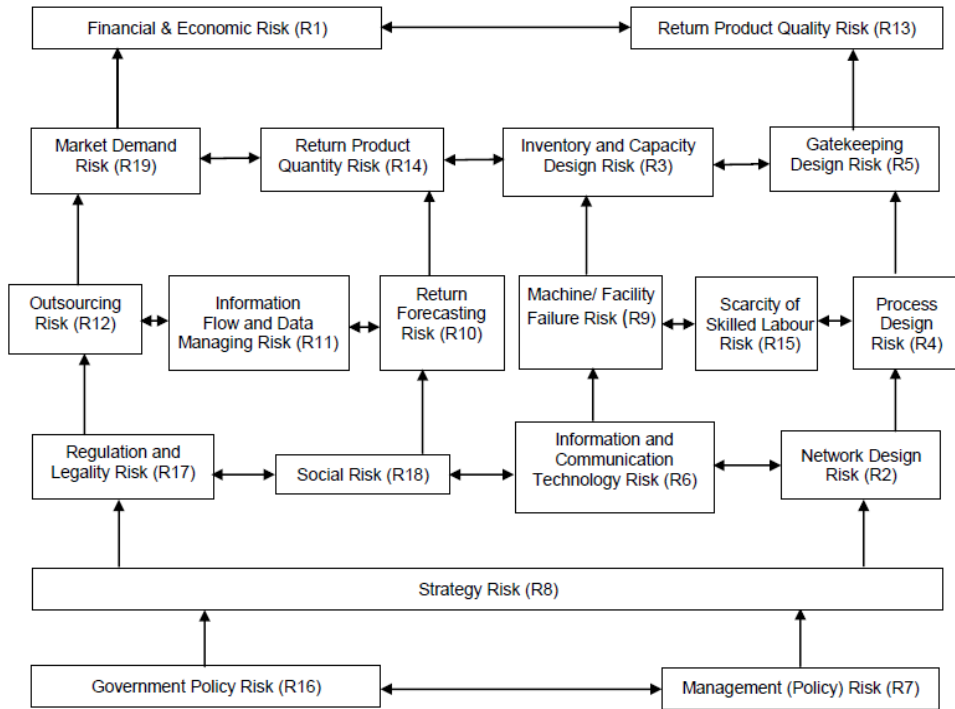 Financial & Economic Risk (R1)
Return Product Quality Risk (R13)
Market Demand
Risk (R19)
Return Product
Quantity Risk (R14)
Inventory and Capacity
Design Risk (R3)
Gatekeeping
Design Risk (R5)
Outsourcing
Risk (R12)
Information
Flow and Data
Managing Risk (R11)
Return
Forecasting
Risk (R10)
Machine/ Facility
Failure Risk (R9)
Scarcity of
Skilled Labour
Risk (R15)
Process
Design
Risk (R4)
Regulation and
Legality Risk (R17)
Social Risk (R18)
Information and
Communication
Technology Risk (R6)
Network Design
Risk (R2)
Strategy Risk (R8)
Government Policy Risk (R16)
Management (Policy) Risk (R7)